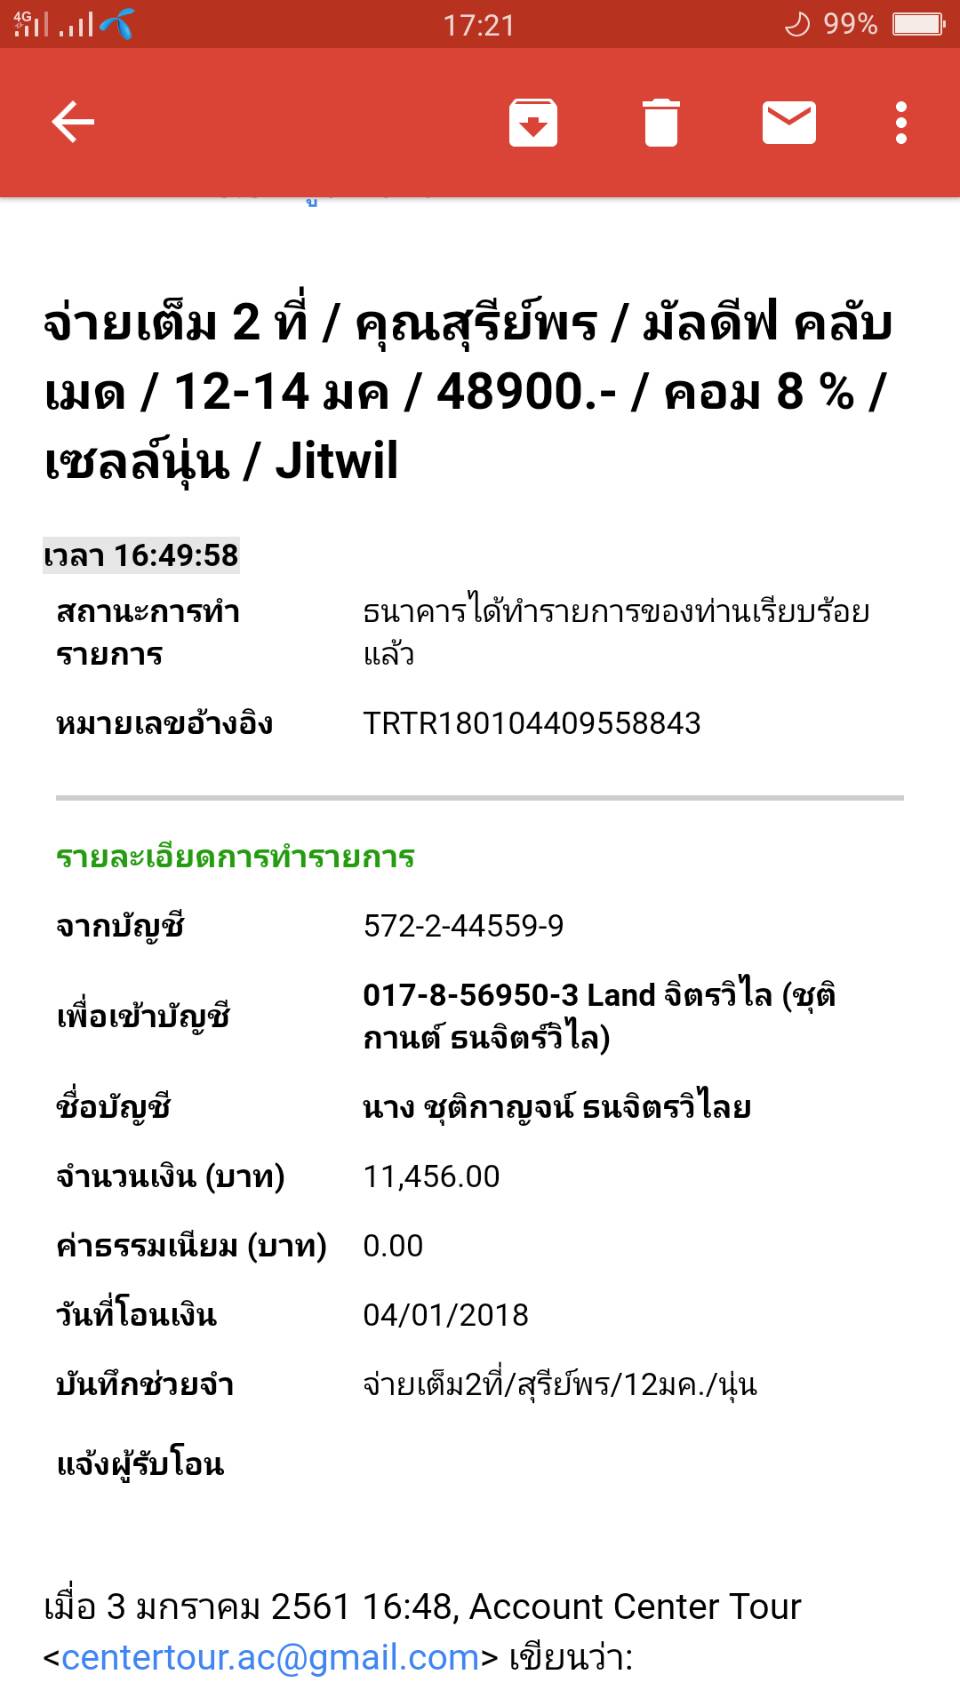 4G 17:21 99%
จ่ายเต็ม 2 ที่ / คุณสุรีย์พร / มัลดีฟ คลับ
เมด / 12-14 มค / 48900.- / คอม 8 % /
เซลล์นุ่น / Jitwil
เวลา 16:49:58
สถานะการทำ
รายการ
ธนาคารได้ทำรายการของท่านเรียบร้อย
แล้ว
หมายเลขอ้างอิง TRTR180104409558843
รายละเอียดการทำรายการ
จากบัญชี 572-2-44559-9
เพื่อเข้าบัญชี
017-8-56950-3 Land จิตรวิไล (ชุติ
กานต์ ธนจิตร์วิไล)
ชื่อบัญชี นาง ชุติกาญจน์ ธนจิตรวิไลย
จำนวนเงิน (บาท) 11,456.00
ค่าธรรมเนียม (บาท) 0.00
วันที่โอนเงิน 04/01/2018
บันทึกช่วยจำ จ่ายเต็ม2ที่/สุรีย์พร/12มค./นุ่น
แจ้งผู้รับโอน
เมื่อ 3 มกราคม 2561 16:48, Account Center Tour
<centertour.ac@gmail.com> เขียนว่า: